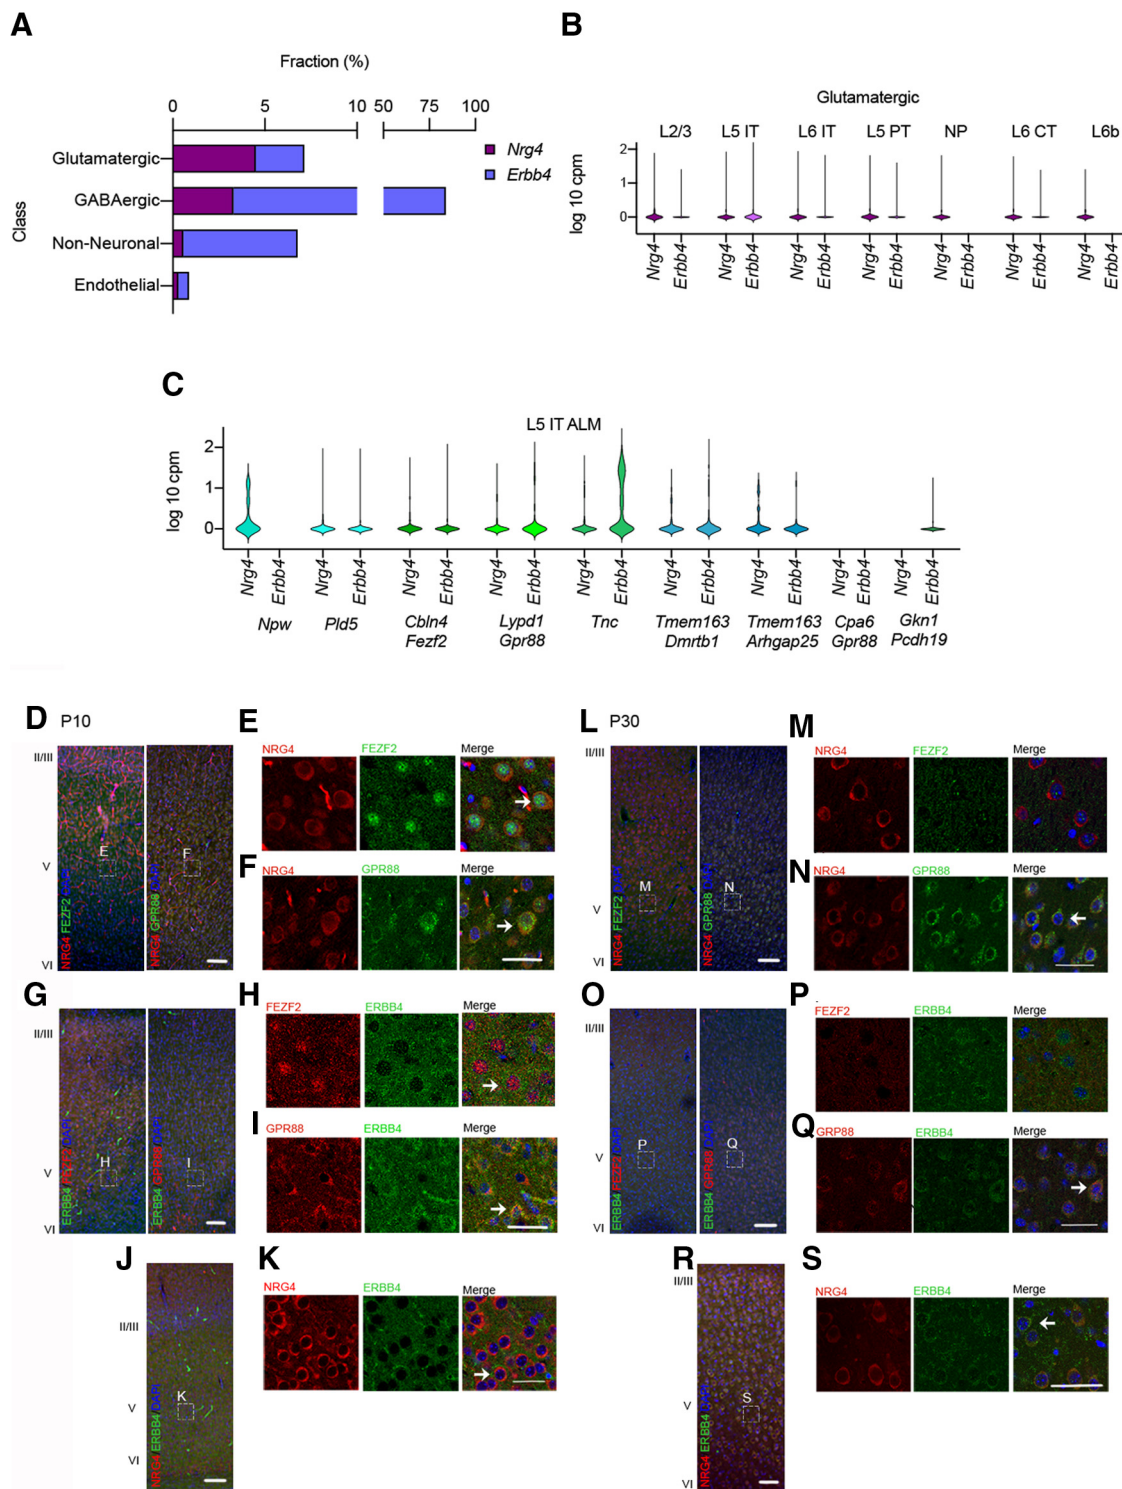 A
Fraction (%)
0 5 10 50 75 100
Nrg4
Erbb4
Class
Glutamatergic
GABAergic
Non-Neuronal
Endothelial
B
Glutamatergic
L2/3 L5 IT L6 IT L5 PT NP L6 CT L6b
log 10 cpm
2
1
0
Nrg4 Erbb4 Nrg4 Erbb4 Nrg4 Erbb4 Nrg4 Erbb4 Nrg4 Erbb4 Nrg4 Erbb4 Nrg4 Erbb4
C
L5 IT ALM
log 10 cpm
2
1
0
Nrg4 Erbb4 Nrg4 Erbb4 Nrg4 Erbb4 Nrg4 Erbb4 Nrg4 Erbb4 Nrg4 Erbb4 Nrg4 Erbb4 Nrg4 Erbb4 Nrg4 Erbb4
Npw Pld5 Cbln4 Lypd1 Tnc Tmem163 Tmem163 Cpa6 Gkn1
Fezf2 Gpr88 Dmrtb1 Arhgap25 Gpr88 Pcdh19
D P10
II/III
V
VI
NRG4 FEZF2 DAPI
E
NRG4 GPR88 DAPI
F
E
NRG4 FEZF2 Merge
F
NRG4 GPR88 Merge
L P30
II/III
V
VI
NRG4 FEZF2 DAPI
M
NRG4 GPR88 DAPI
N
M
NRG4 FEZF2 Merge
N
NRG4 GPR88 Merge
G
II/III
V
VI
ERBB4 FEZF2 /DAPI
H
ERBB4 GPR88 /DAPI
I
H
FEZF2 ERBB4 Merge
I
GPR88 ERBB4 Merge
O
II/III
V
VI
ERBB4 FEZF2 /DAPI
P
ERBB4 GPR88 /DAPI
Q
P
FEZF2 ERBB4 Merge
Q
GRP88 ERBB4 Merge
J
II/III
V
VI
NRG4/ ERBB4/DAPI
K
K
NRG4 ERBB4 Merge
R
II/III
V
VI
NRG4 ERBB4 /DAPI
S
S
NRG4 ERBB4 Merge